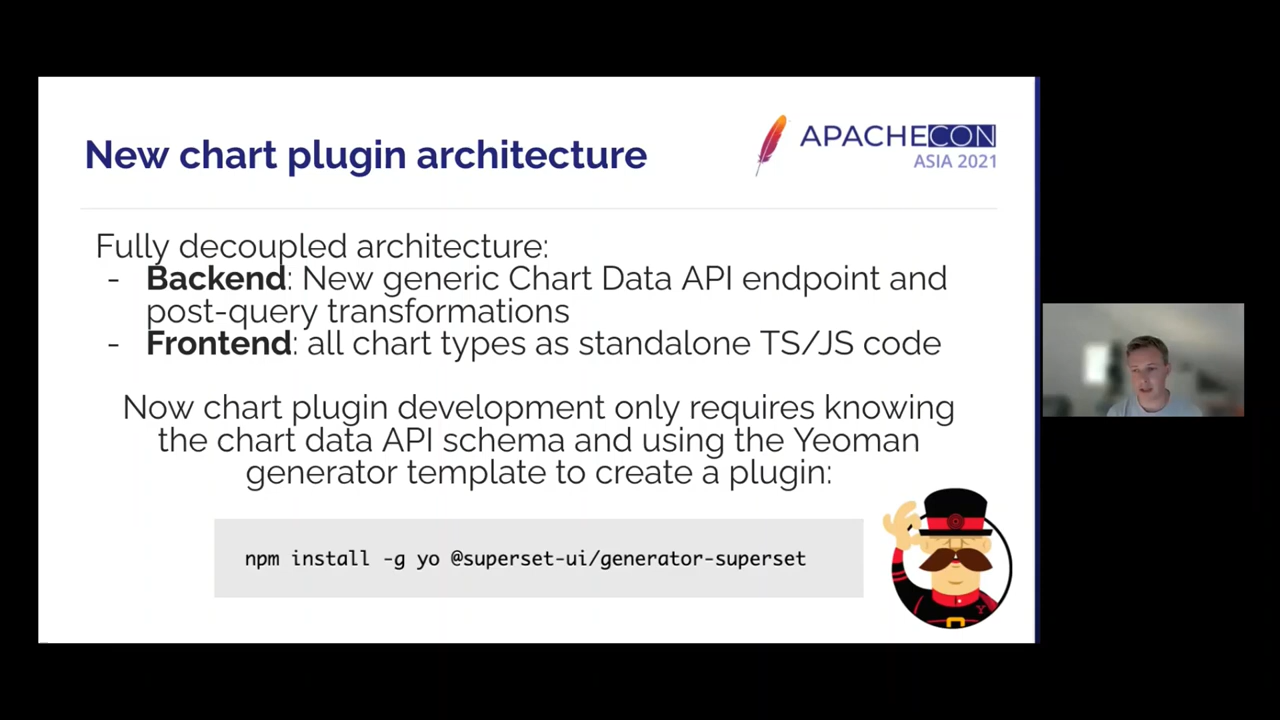 New chart plugin architecture
APACHECON
ASIA 2021
Fully decoupled architecture:
- Backend: New generic Chart Data API endpoint and
post-query transformations
- Frontend: all chart types as standalone TS/JS code
Now chart plugin development only requires knowing
the chart data API schema and using the Yeoman
generator template to create a plugin:
npm install -g yo @superset-ui/generator-superset